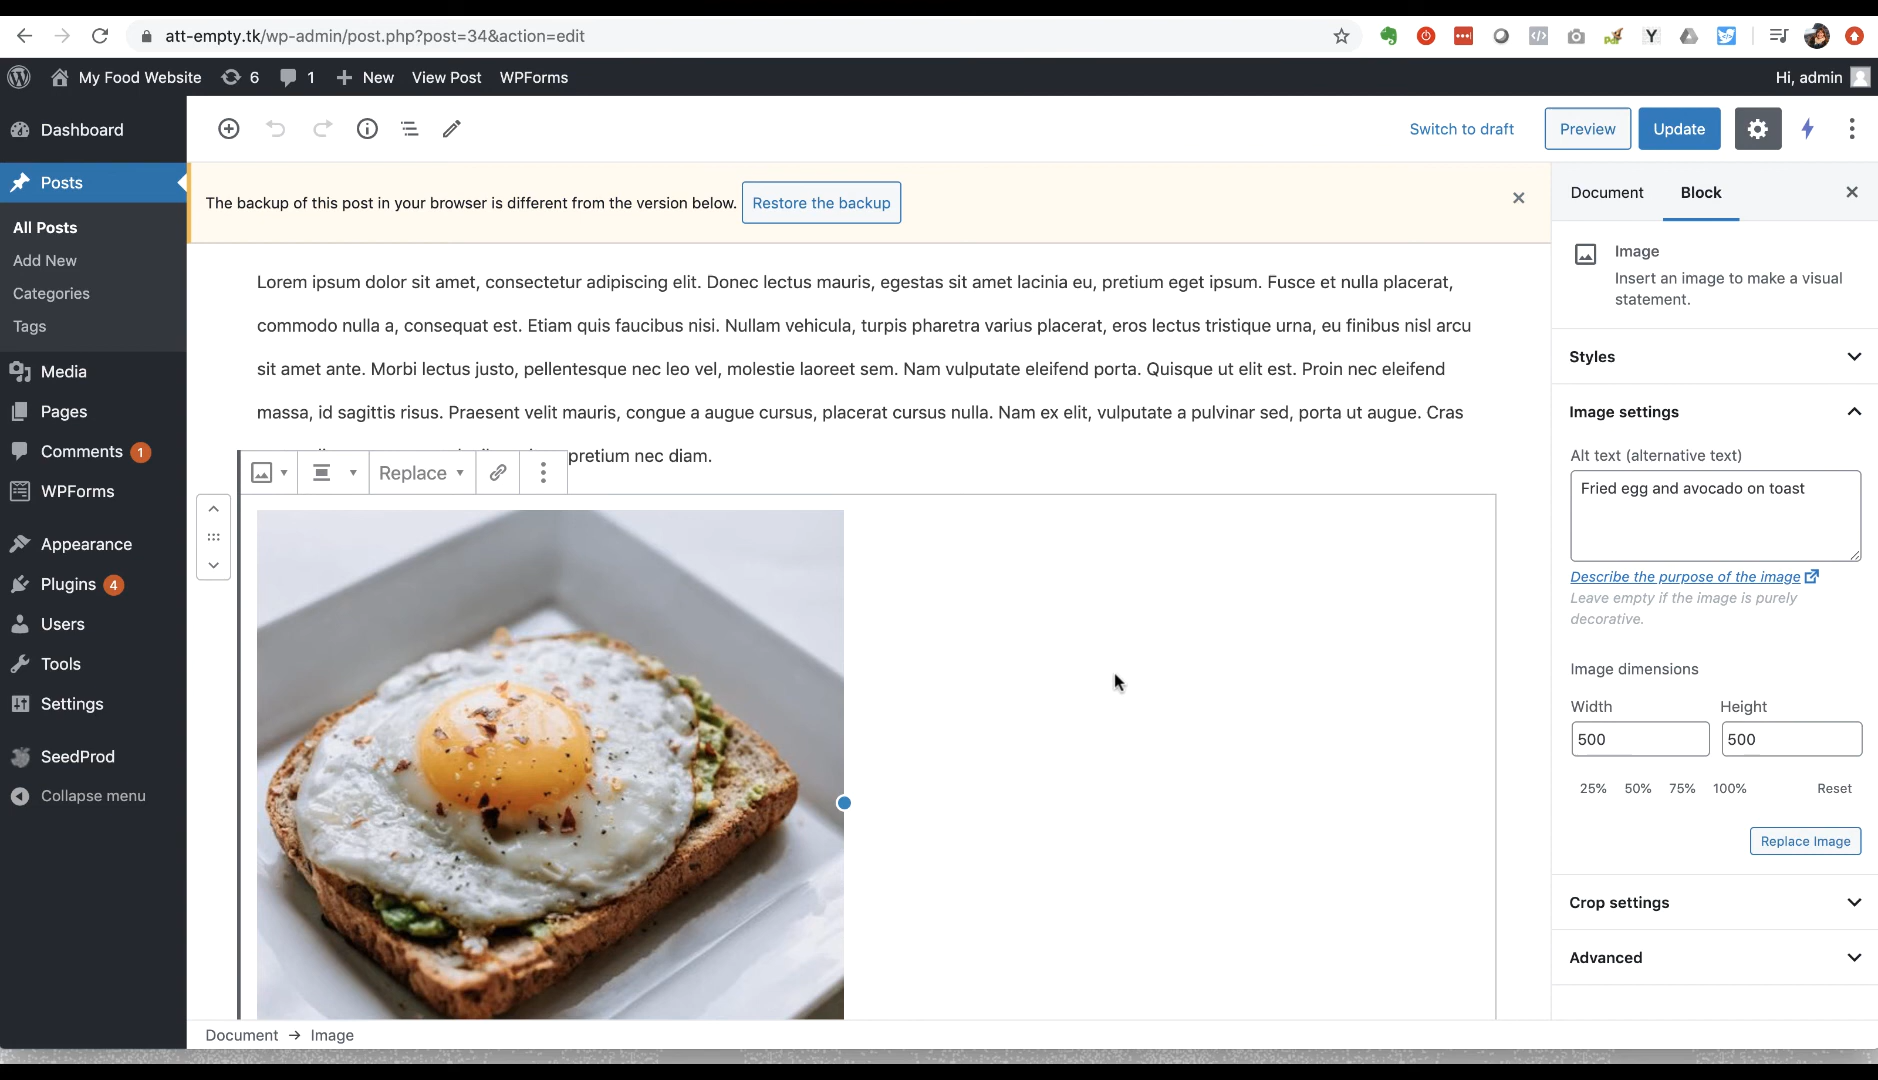 att-empty.tk/wp-admin/post.php?post=34&action=edit
My Food Website 6 1 New View Post WPForms Hi, admin
Dashboard
Posts
All Posts
Add New
Categories
Tags
Media
Pages
Comments 1
WPForms
Appearance
Plugins 4
Users
Tools
Settings
SeedProd
Collapse menu
Switch to draft Preview Update
The backup of this post in your browser is different from the version below. Restore the backup
Lorem ipsum dolor sit amet, consectetur adipiscing elit. Donec lectus mauris, egestas sit amet lacinia eu, pretium eget ipsum. Fusce et nulla placerat,
commodo nulla a, consequat est. Etiam quis faucibus nisi. Nullam vehicula, turpis pharetra varius placerat, eros lectus tristique urna, eu finibus nisl arcu
sit amet ante. Morbi lectus justo, pellentesque nec leo vel, molestie laoreet sem. Nam vulputate eleifend porta. Quisque ut elit est. Proin nec eleifend
massa, id sagittis risus. Praesent velit mauris, congue a augue cursus, placerat cursus nulla. Nam ex elit, vulputate a pulvinar sed, porta ut augue. Cras
pretium nec diam.
Replace
Document → Image
Document Block
Image
Insert an image to make a visual
statement.
Styles
Image settings
Alt text (alternative text)
Fried egg and avocado on toast
Describe the purpose of the image
Leave empty if the image is purely
decorative.
Image dimensions
Width Height
500 500
25% 50% 75% 100% Reset
Replace Image
Crop settings
Advanced